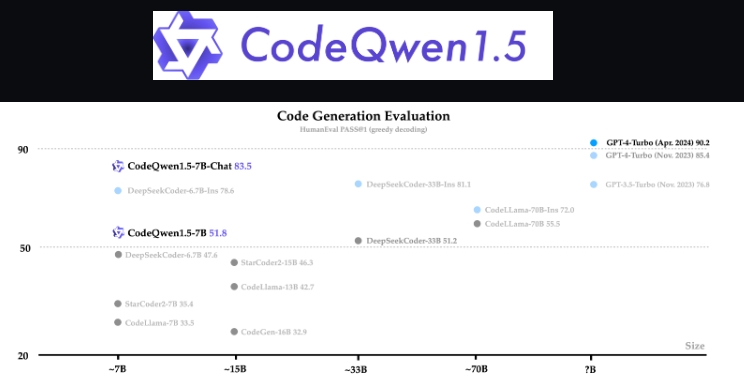 CodeQwen1.5
Code Generation Evaluation
HumanEval PASS@1 (greedy decoding)
90
GPT-4-Turbo (Apr. 2024) 90.2
GPT-4-Turbo (Nov. 2023) 85.4
CodeQwen1.5-7B-Chat 83.5
DeepSeekCoder-6.7B-Ins 78.6
DeepSeekCoder-33B-Ins 81.1
GPT-3.5-Turbo (Nov. 2023) 76.8
CodeLLama-70B-Ins 72.0
CodeLLama-70B 55.5
CodeQwen1.5-7B 51.8
DeepSeekCoder-33B 51.2
50
DeepSeekCoder-6.7B 47.6
StarCoder2-15B 46.3
CodeLlama-13B 42.7
StarCoder2-7B 35.4
CodeLlama-7B 33.5
CodeGen-16B 32.9
Size
20
~7B
~15B
~33B
~70B
?B